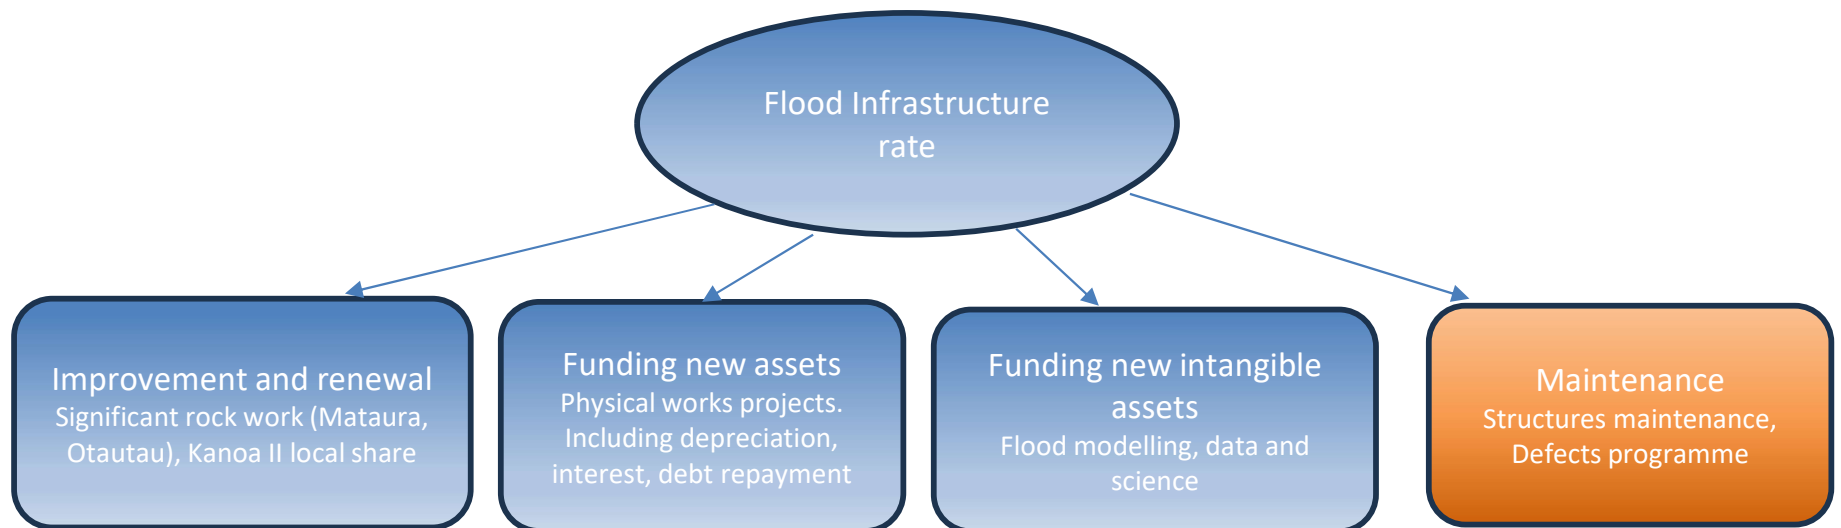 Flood Infrastructure
rate
Improvement and renewal
Significant rock work (Mataura,
Otautau), Kanoa II local share
Funding new assets
Physical works projects.
Including depreciation,
interest, debt repayment
Funding new intangible
assets
Flood modelling, data and
science
Maintenance
Structures maintenance,
Defects programme